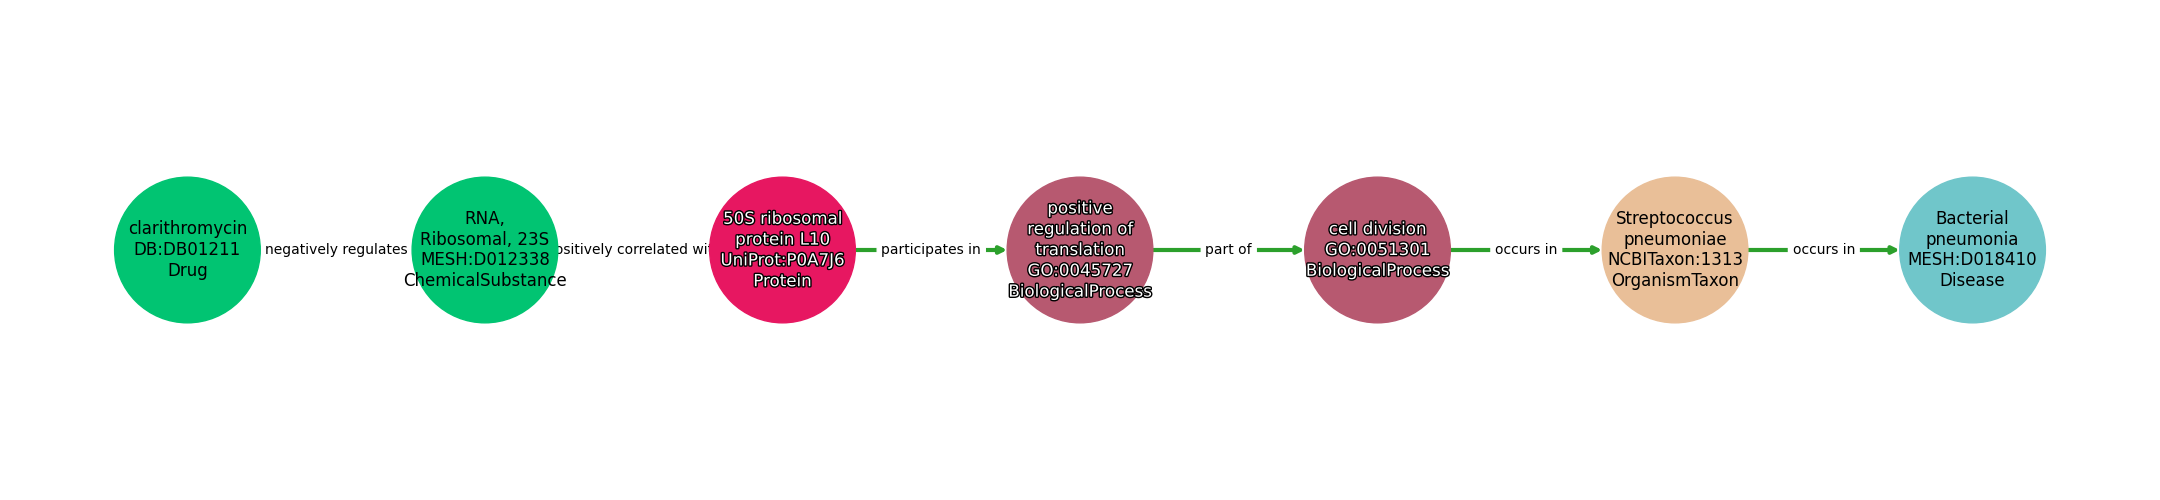 clarithromycin
DB:DB01211
Drug
negatively regulates
RNA,
Ribosomal, 23S
MESH:D012338
ChemicalSubstance
correlated
50S ribosomal
protein L10
UniProt:P0A7J6
Protein
participates in
positive
regulation of
translation
GO:0045727
BiologicalProcess
part of
cell division
GO:0051301
BiologicalProcess
occurs in
Streptococcus
pneumoniae
NCBITaxon:1313
OrganismTaxon
occurs in
Bacterial
pneumonia
MESH:D018410
Disease